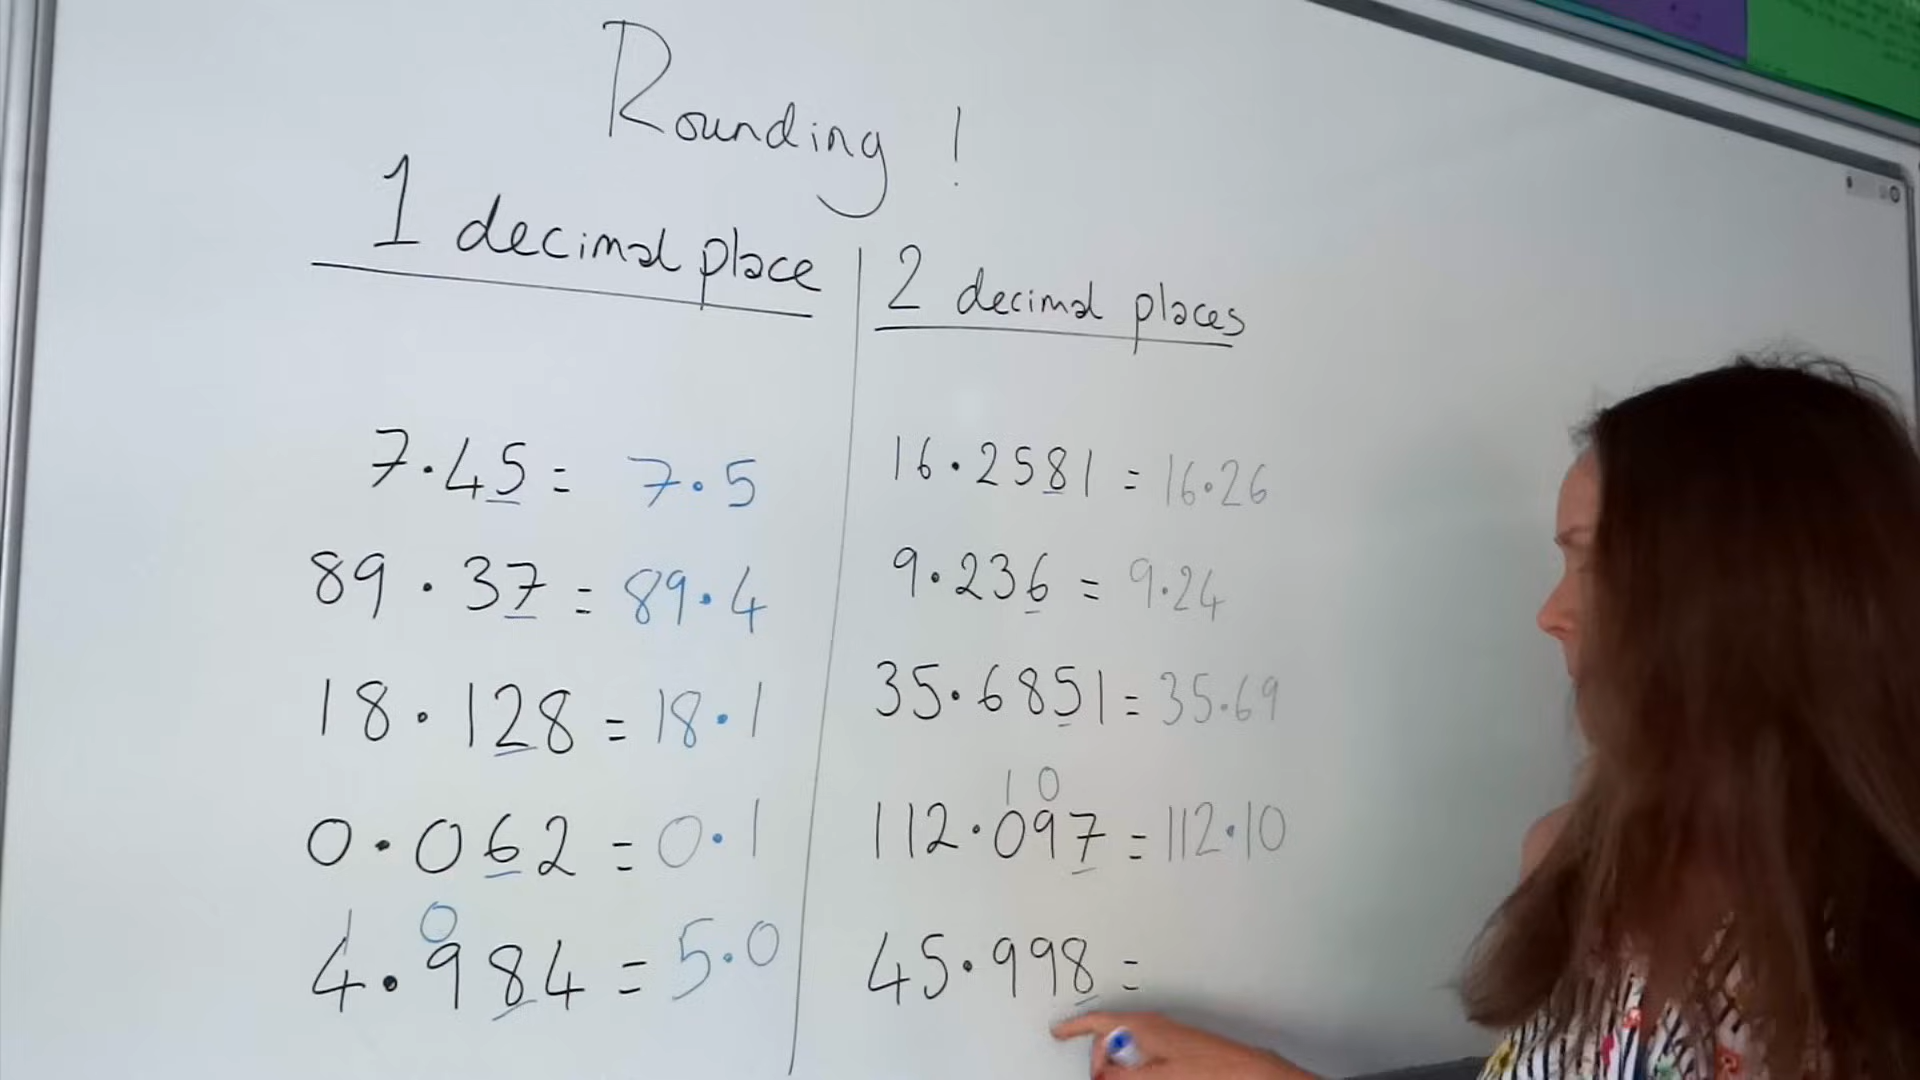 Rounding !
1 decimal place
7.45 = 7.5
89.37 = 89.4
18.128 = 18.1
0.062 = 0.1
1 0
4.984 = 5.0
2 decimal places
16.2581 = 16.26
9.236 = 9.24
35.6851 = 35.69
1 0
112.097 = 112.10
45.998 =